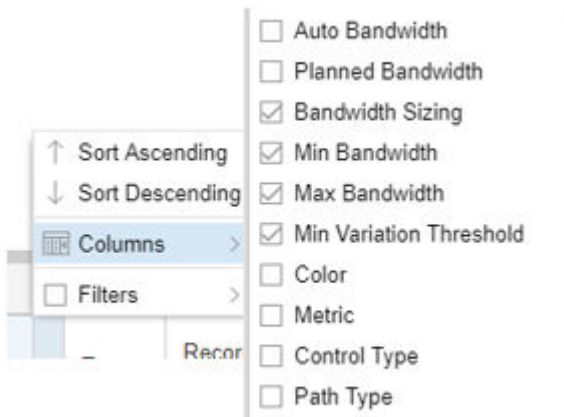 Sort Ascending
Sort Descending
Columns
Filters
Recor
Auto Bandwidth
Planned Bandwidth
Bandwidth Sizing
Min Bandwidth
Max Bandwidth
Min Variation Threshold
Color
Metric
Control Type
Path Type